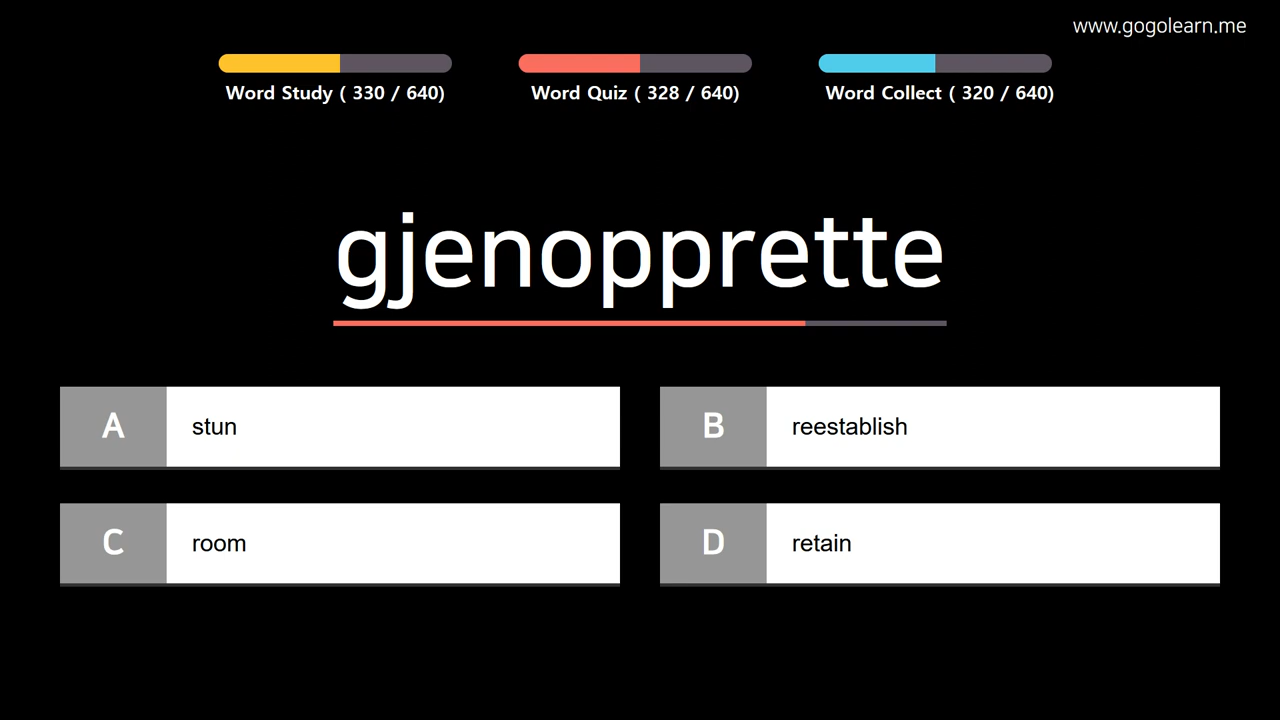 www.gogolearn.me
Word Study ( 330 / 640)
Word Quiz ( 328 / 640)
Word Collect ( 320 / 640)
gjenopprette
A stun
B reestablish
C room
D retain